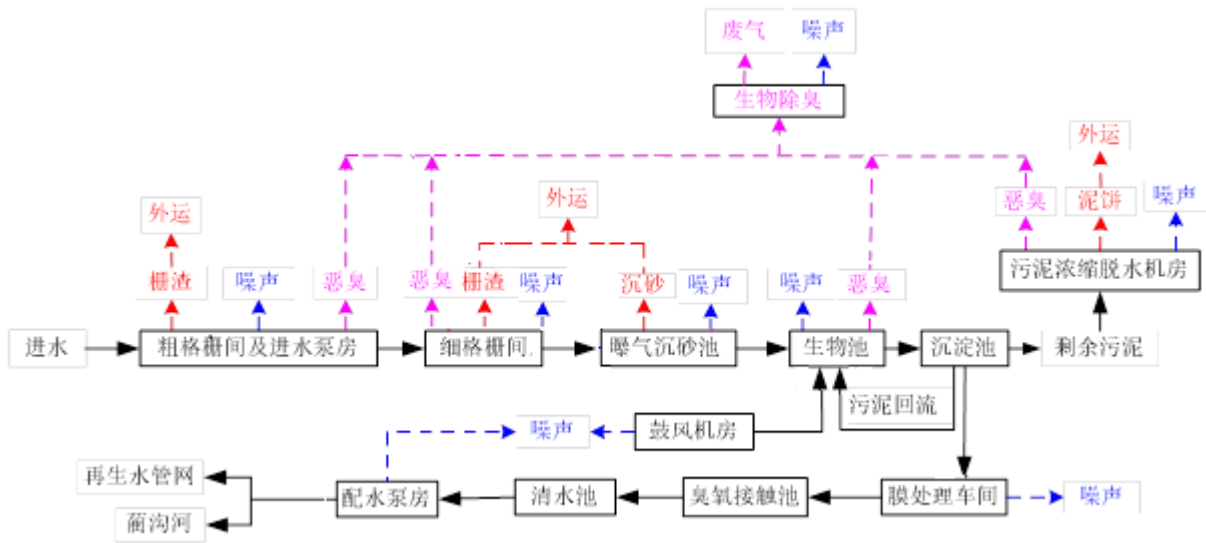 废气
噪声
生物除臭
外运
外运
外运
恶臭
泥饼
噪声
栅渣
噪声
恶臭
恶臭
栅渣
噪声
沉砂
噪声
噪声
恶臭
污泥浓缩脱水机房
进水
粗格栅间及进水泵房
细格栅间
曝气沉砂池
生物池
沉淀池
剩余污泥
污泥回流
噪声
鼓风机房
再生水管网
蔺沟河
配水泵房
清水池
臭氧接触池
膜处理车间
噪声